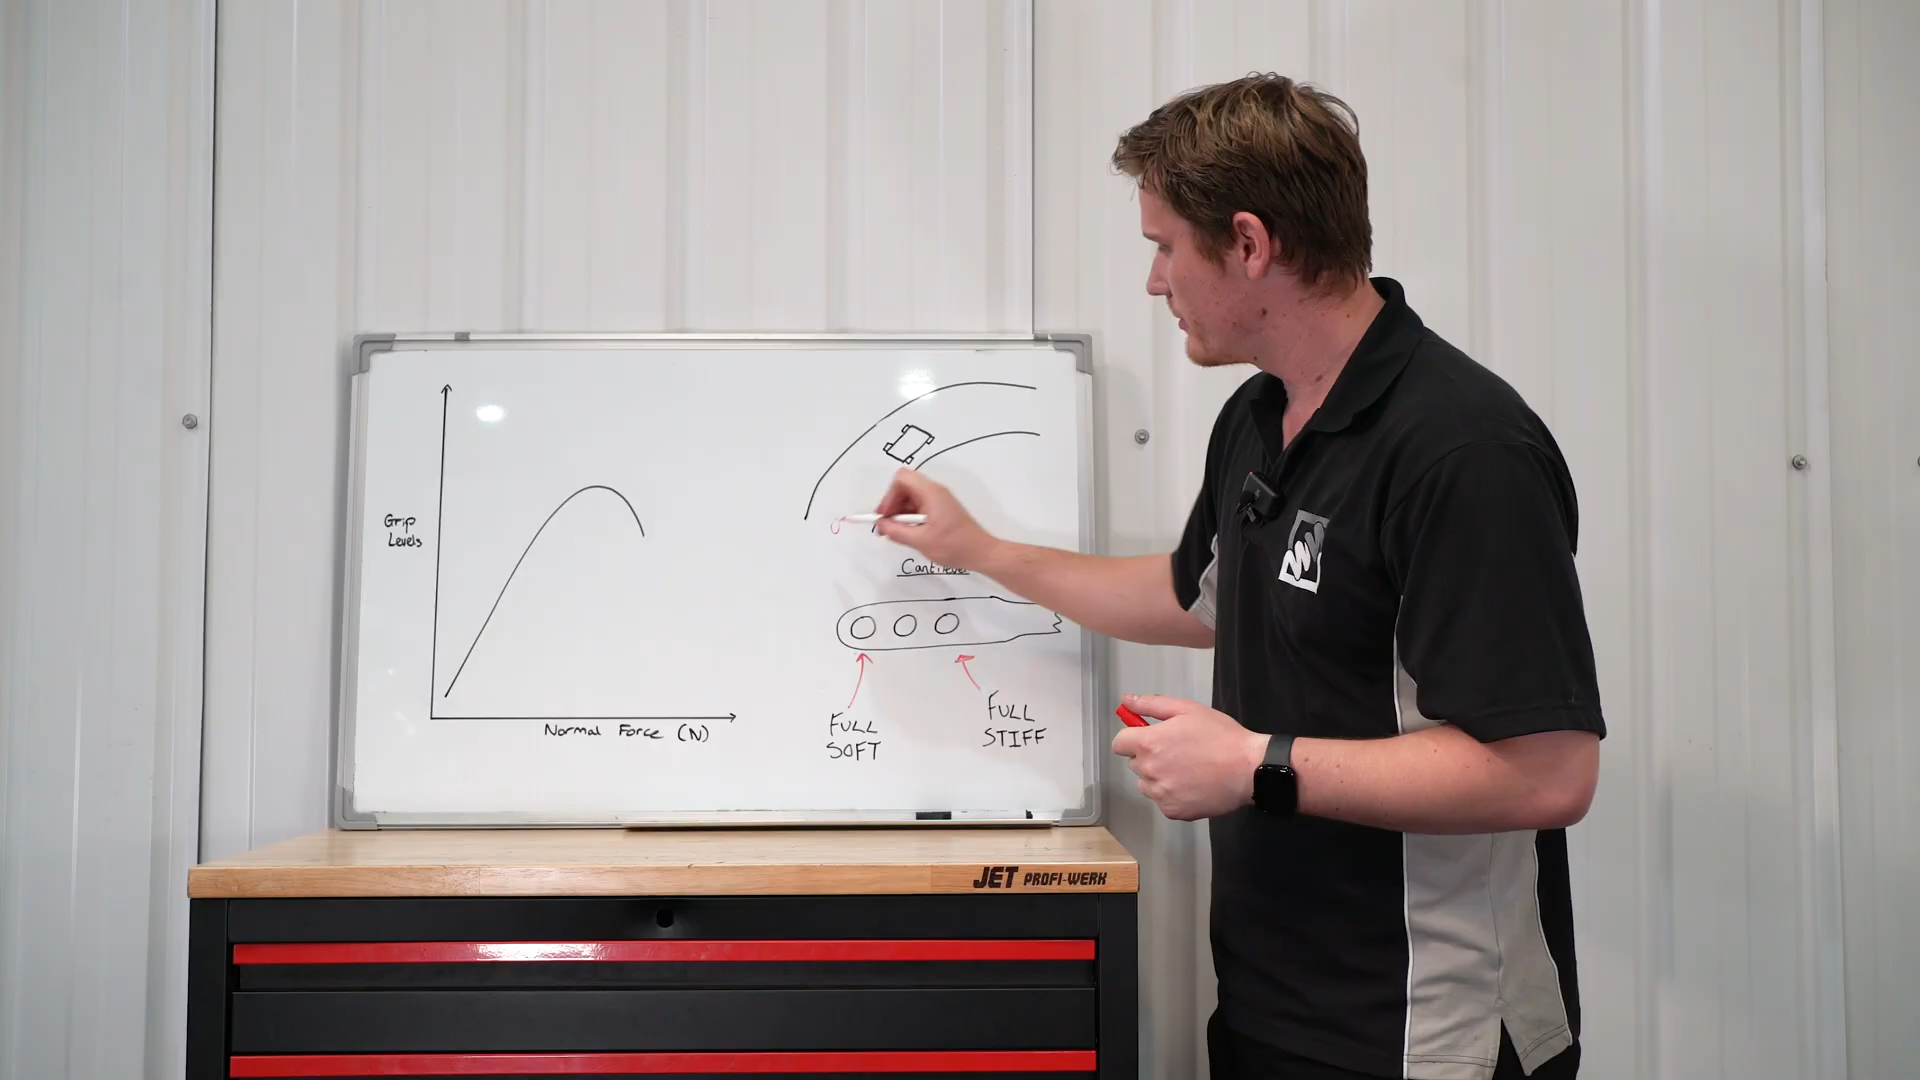 Grip
Levels
Normal Force (N)
Cantilever
FULL
SOFT
FULL
STIFF
JET PROFI-WERK